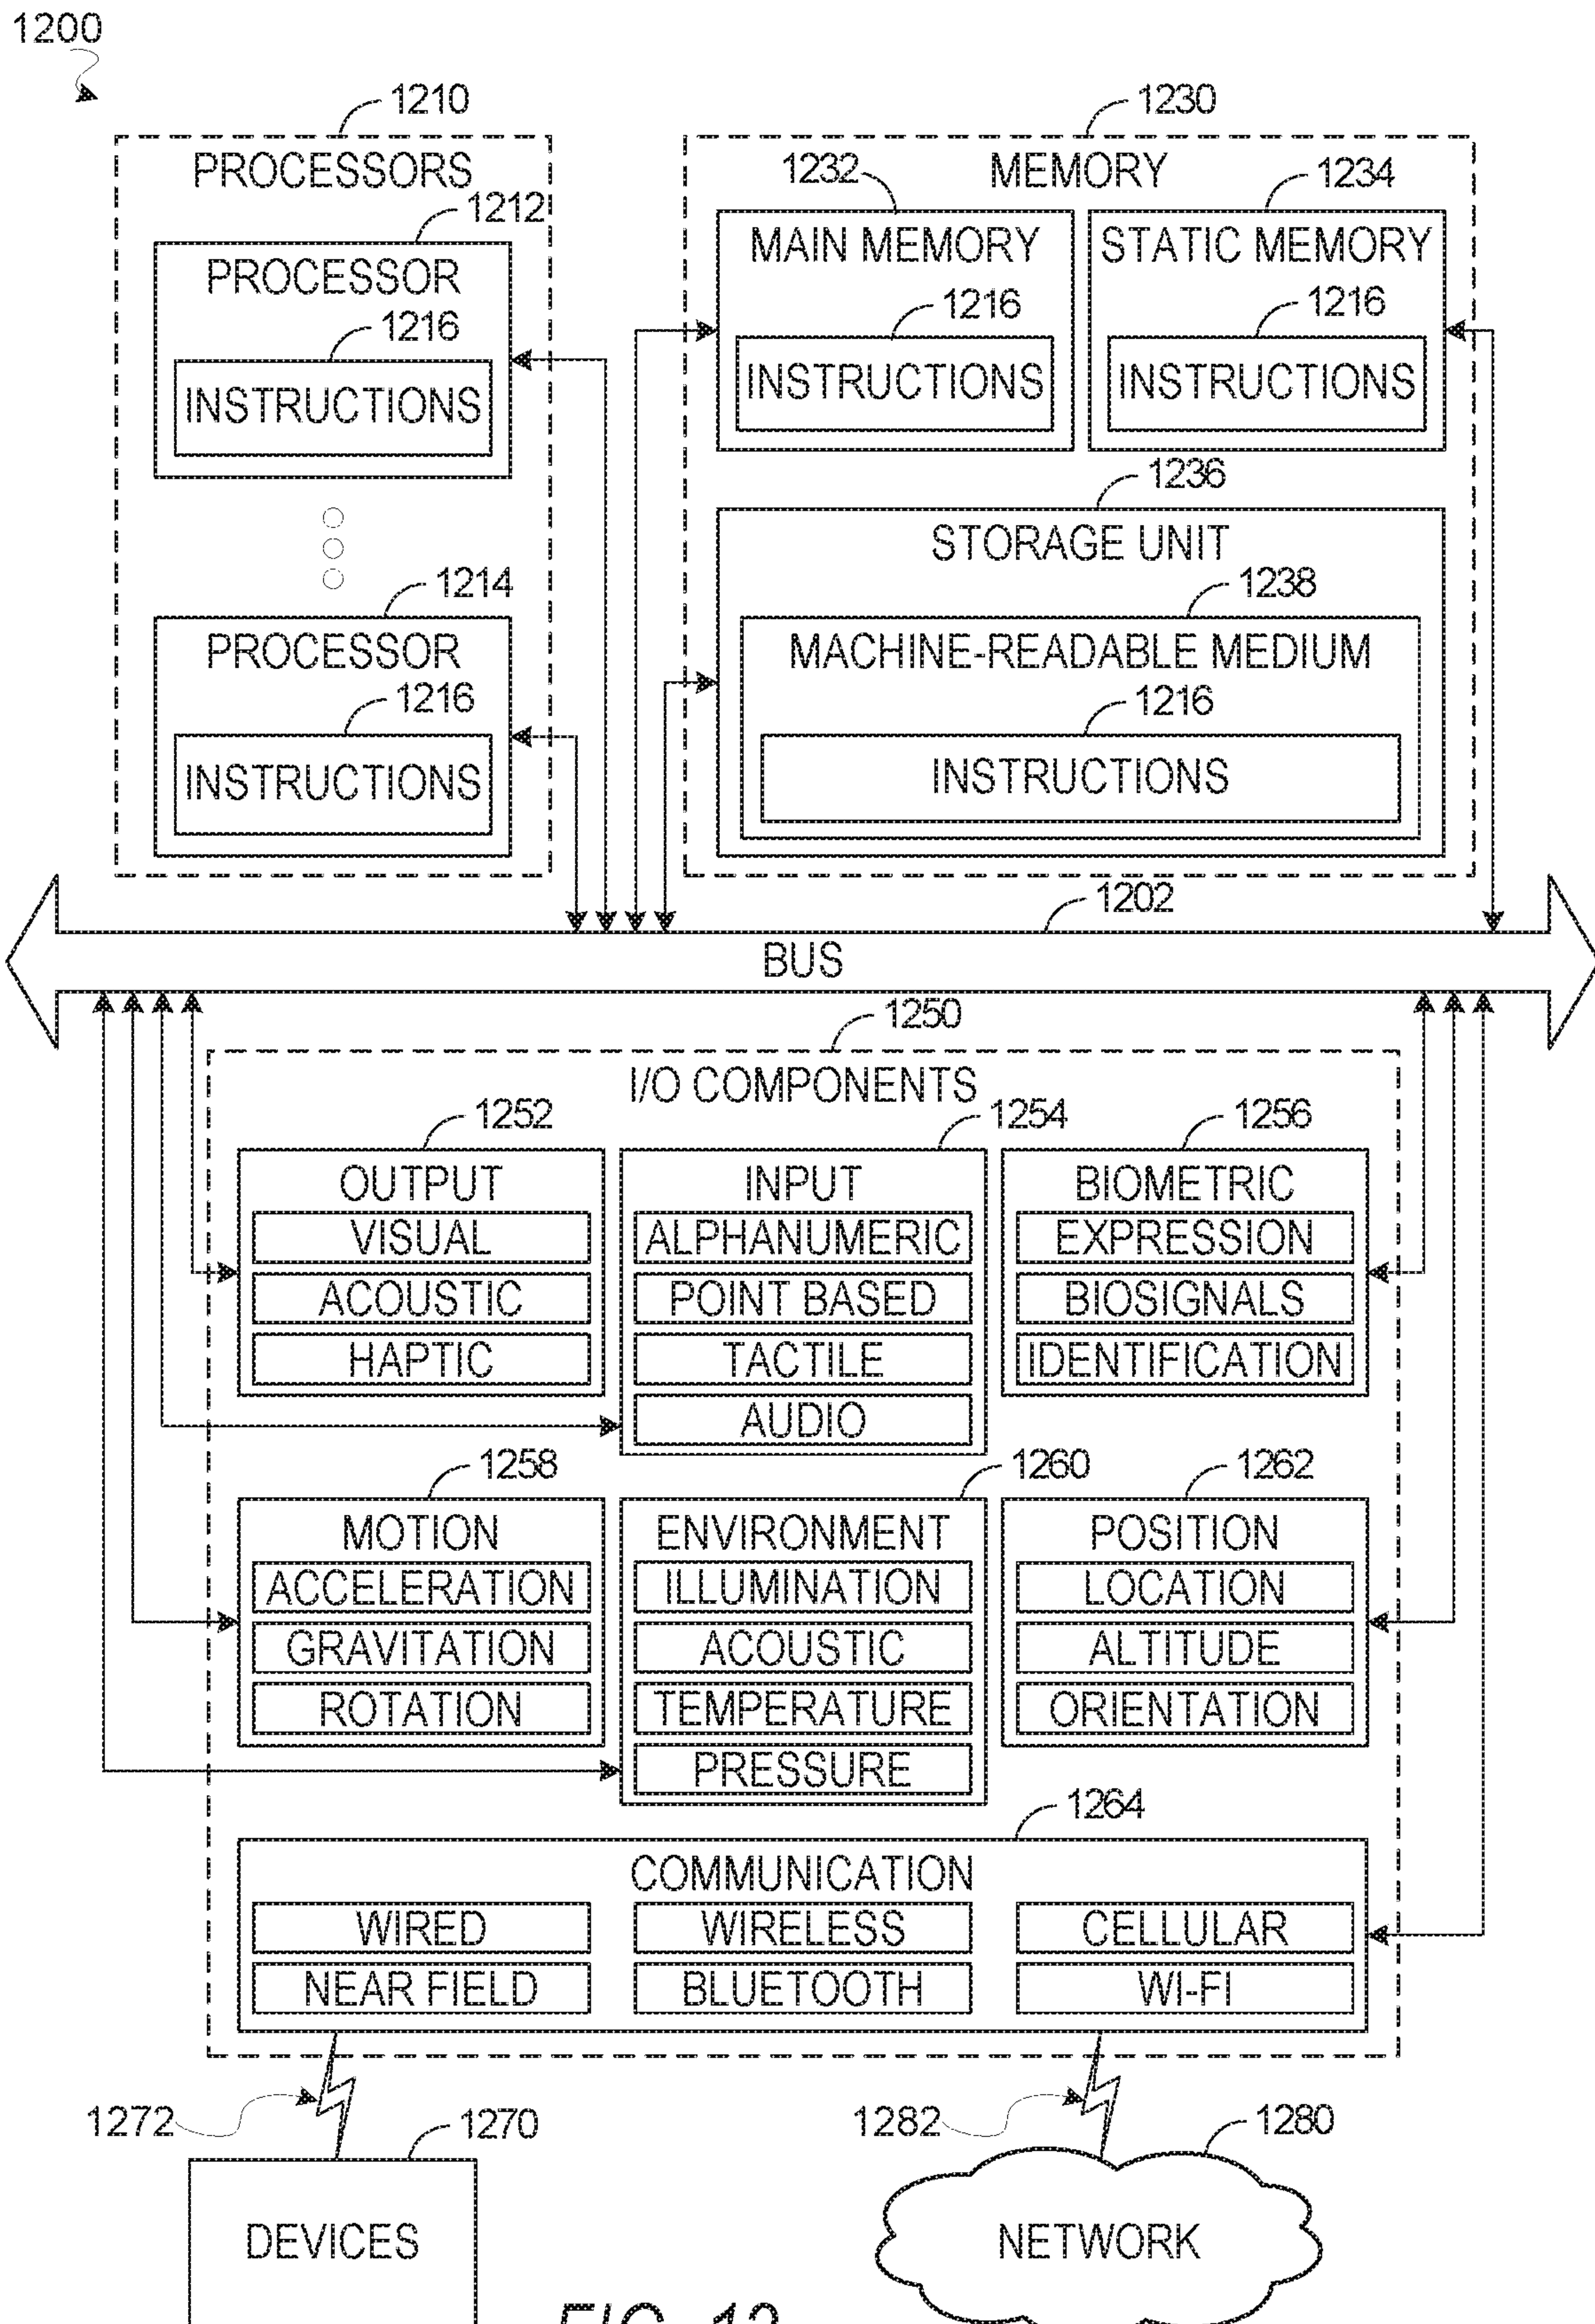 1200
1210
PROCESSORS
1212
PROCESSOR
1216
INSTRUCTIONS
1214
PROCESSOR
1216
INSTRUCTIONS
1230
MEMORY
1232
MAIN MEMORY
1216
INSTRUCTIONS
1234
STATIC MEMORY
1216
INSTRUCTIONS
1236
STORAGE UNIT
1238
MACHINE-READABLE MEDIUM
1216
INSTRUCTIONS
1202
BUS
1250
I/O COMPONENTS
1252
OUTPUT
VISUAL
ACOUSTIC
HAPTIC
1254
INPUT
ALPHANUMERIC
POINT BASED
TACTILE
AUDIO
1256
BIOMETRIC
EXPRESSION
BIOSIGNALS
IDENTIFICATION
1258
MOTION
ACCELERATION
GRAVITATION
ROTATION
1260
ENVIRONMENT
ILLUMINATION
ACOUSTIC
TEMPERATURE
PRESSURE
1262
POSITION
LOCATION
ALTITUDE
ORIENTATION
1264
COMMUNICATION
WIRED
WIRELESS
CELLULAR
NEAR FIELD
BLUETOOTH
WI-FI
1272
1270
DEVICES
1282
1280
NETWORK
FIG.